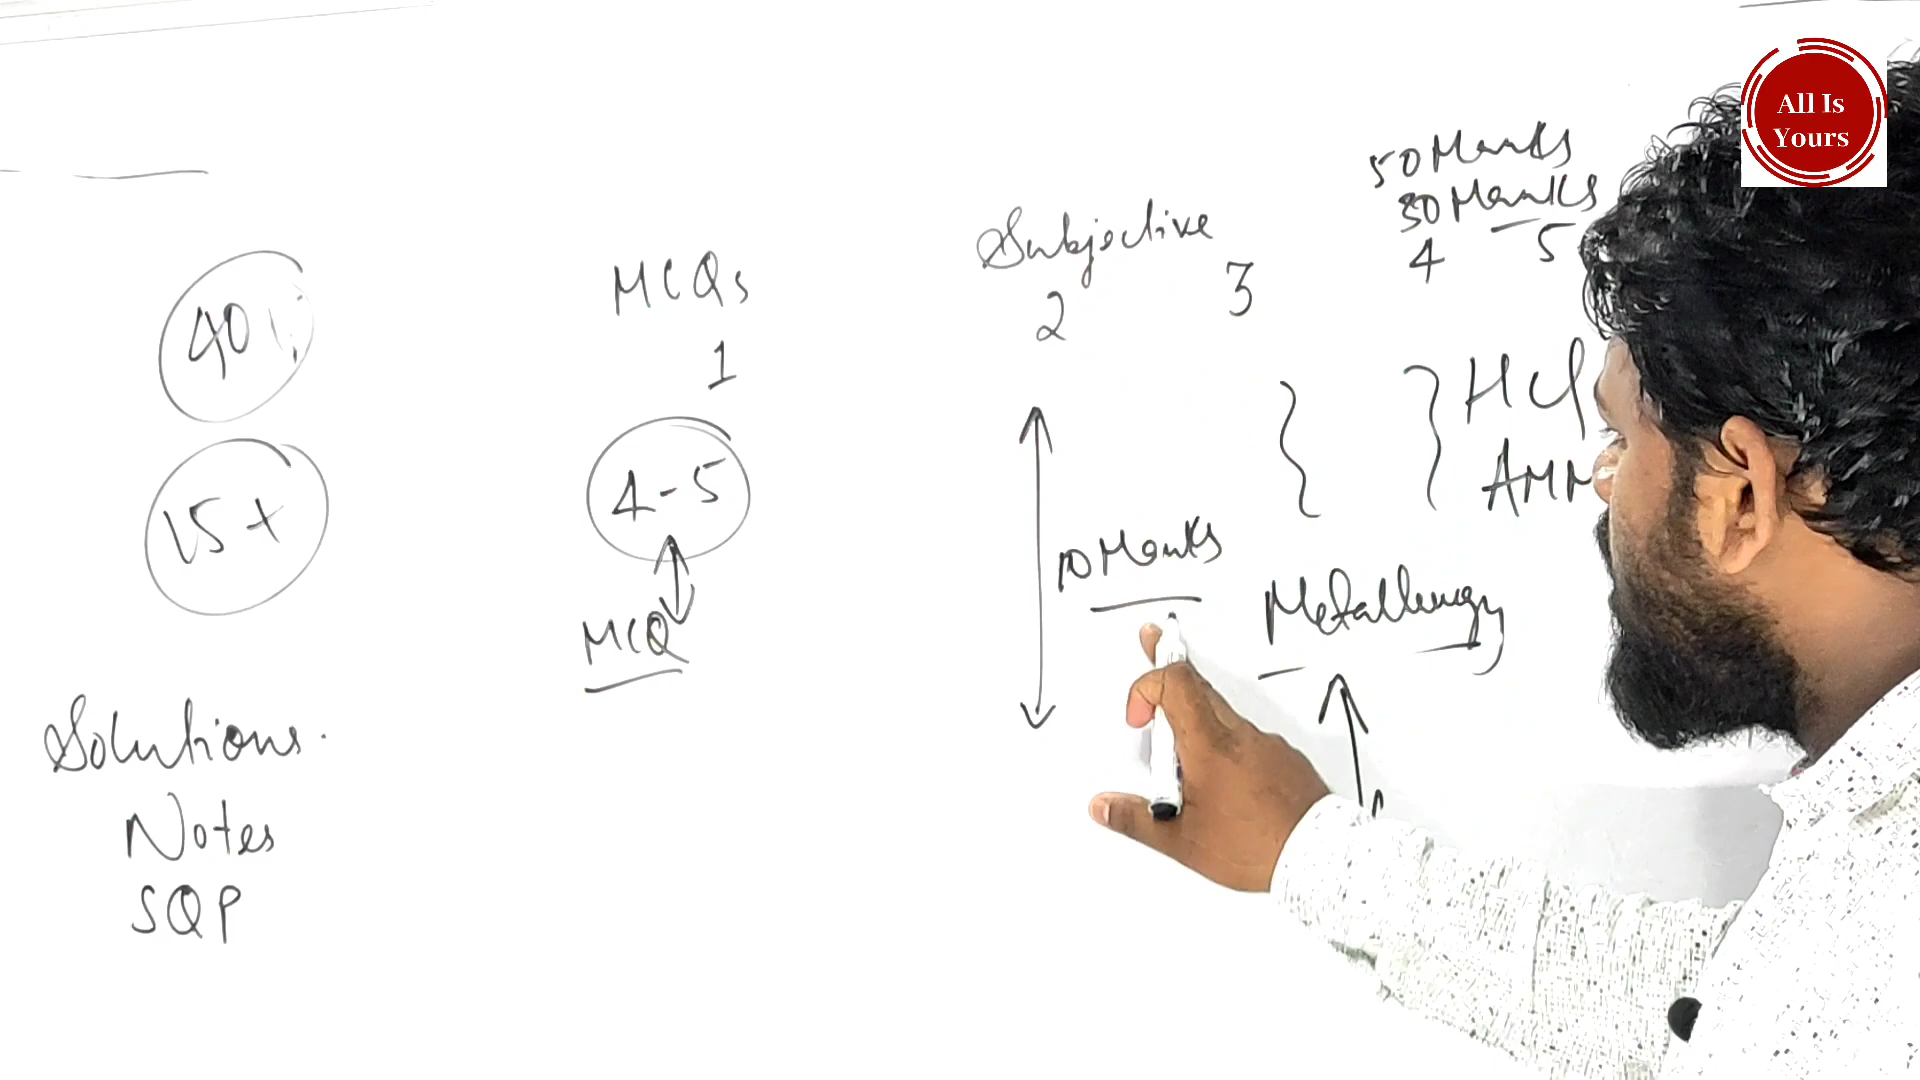 All Is
Yours
50 Marks
30 Marks
4 5
Subjective
2 3
MCQs
1
40%
15+
4-5
MCQ
10 Marks
HCl
Metallurgy
Solutions.
Notes
SQP